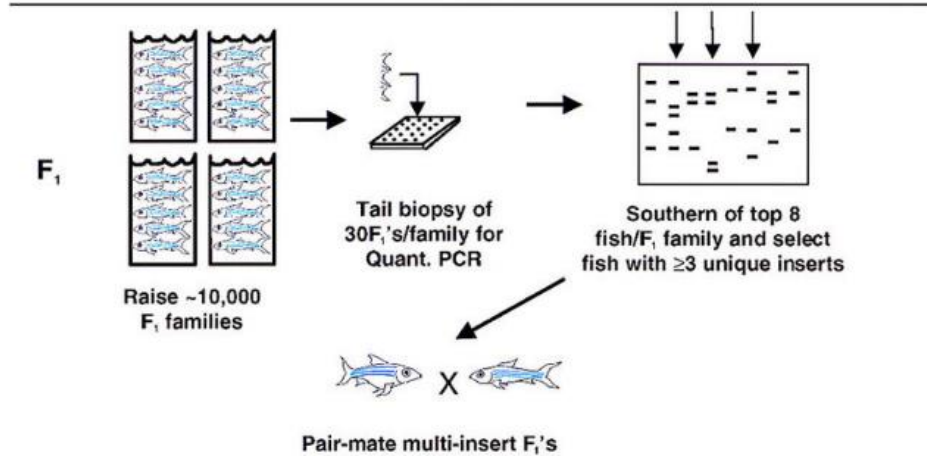 F₁
Raise ~10,000
F₁ families
Tail biopsy of
30F₁'s/family for
Quant. PCR
Southern of top 8
fish/F₁ family and select
fish with ≥3 unique inserts
X
Pair-mate multi-insert F₁'s